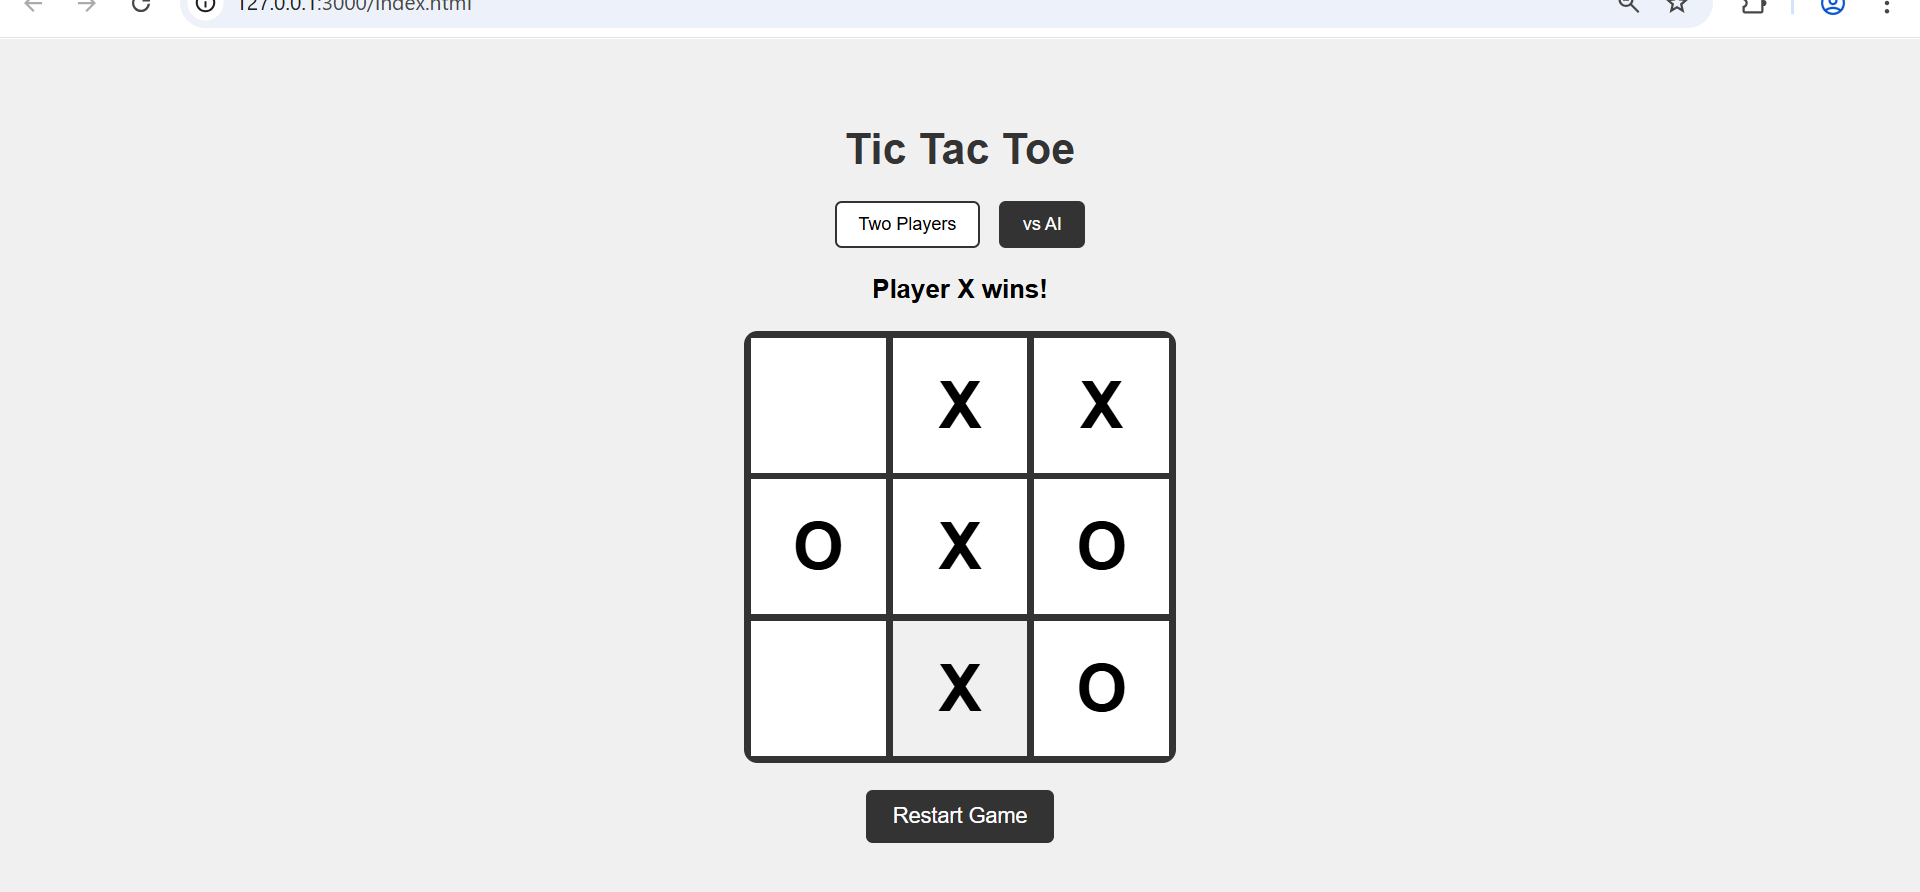 127.0.0.1:3000/index.html
Tic Tac Toe
Two Players vs AI
Player X wins!
X X
O X O
X O
Restart Game